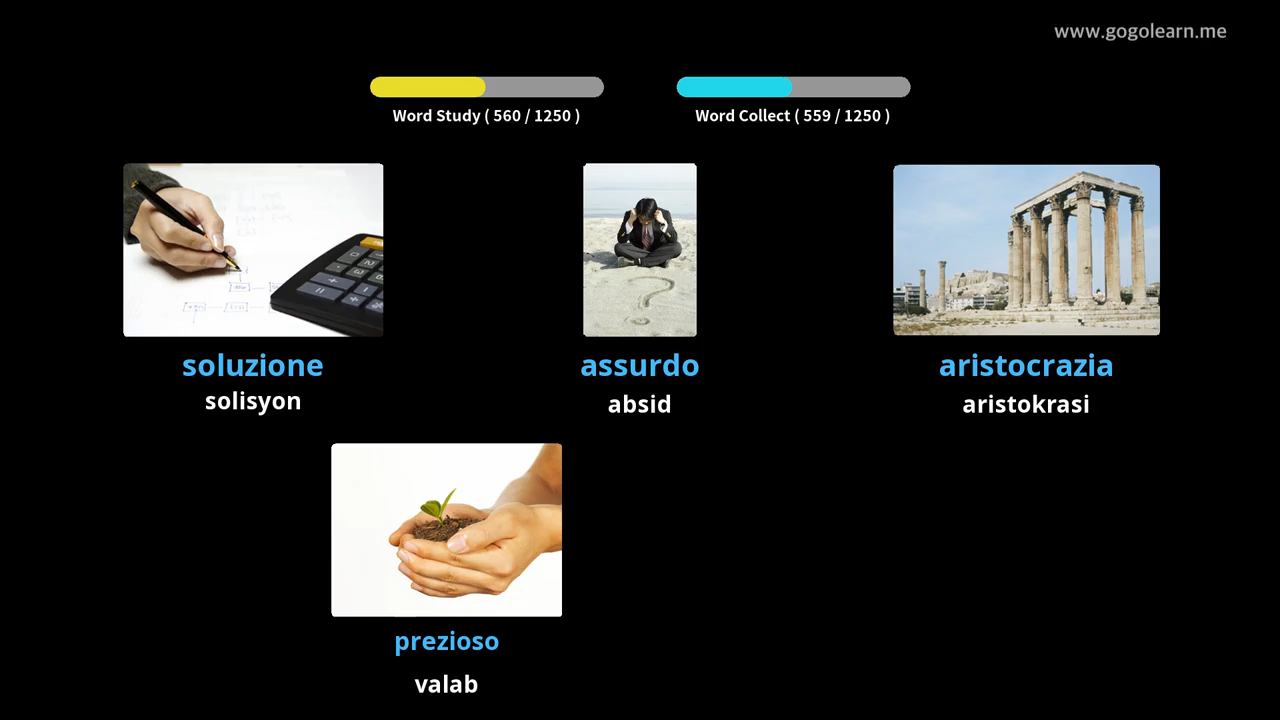 www.gogolearn.me
Word Study ( 560 / 1250 )
Word Collect ( 559 / 1250 )
soluzione
solisyon
assurdo
absid
aristocrazia
aristokrasi
prezioso
valab